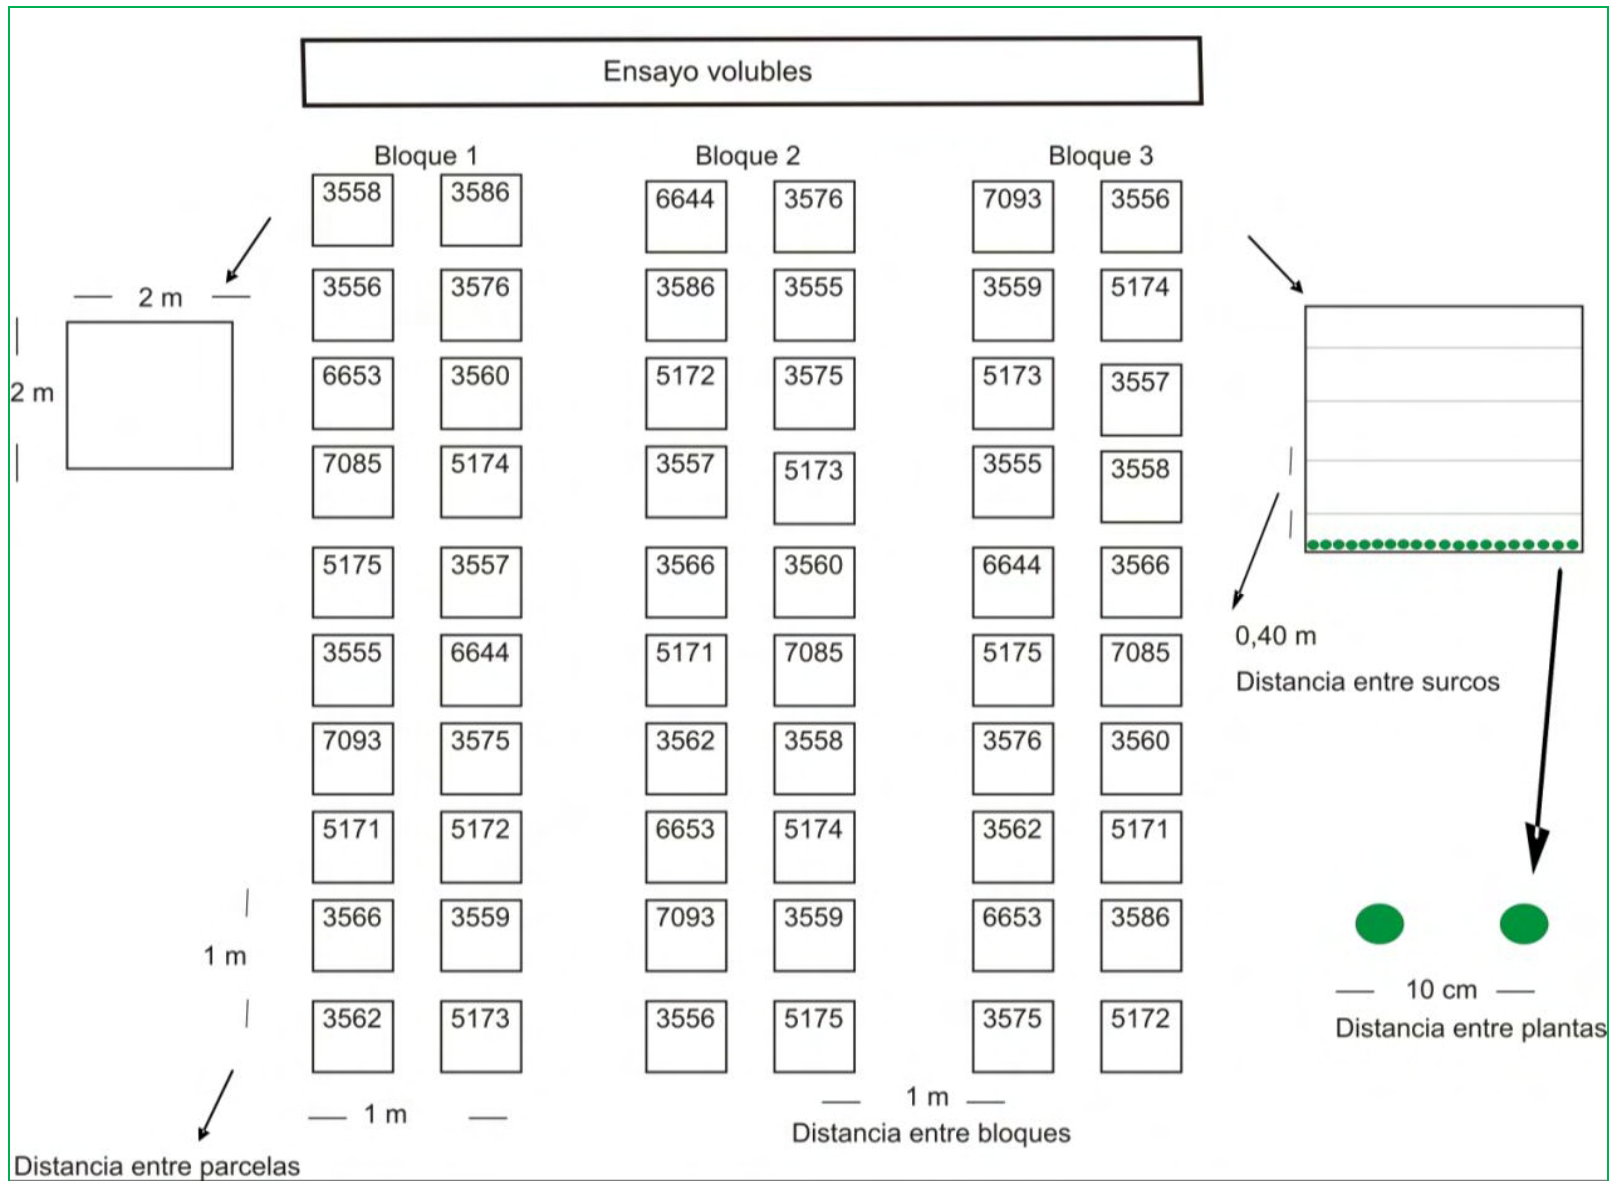 Ensayo volubles
Bloque 1 Bloque 2 Bloque 3
3558 3586 6644 3576 7093 3556
3556 3576 3586 3555 3559 5174
2 m
2 m
6653 3560 5172 3575 5173 3557
7085 5174 3557 5173 3555 3558
5175 3557 3566 3560 6644 3566
0,40 m
Distancia entre surcos
3555 6644 5171 7085 5175 7085
7093 3575 3562 3558 3576 3560
5171 5172 6653 5174 3562 5171
3566 3559 7093 3559 6653 3586
1 m
10 cm
Distancia entre plantas
3562 5173 3556 5175 3575 5172
1 m
1 m
Distancia entre bloques
Distancia entre parcelas